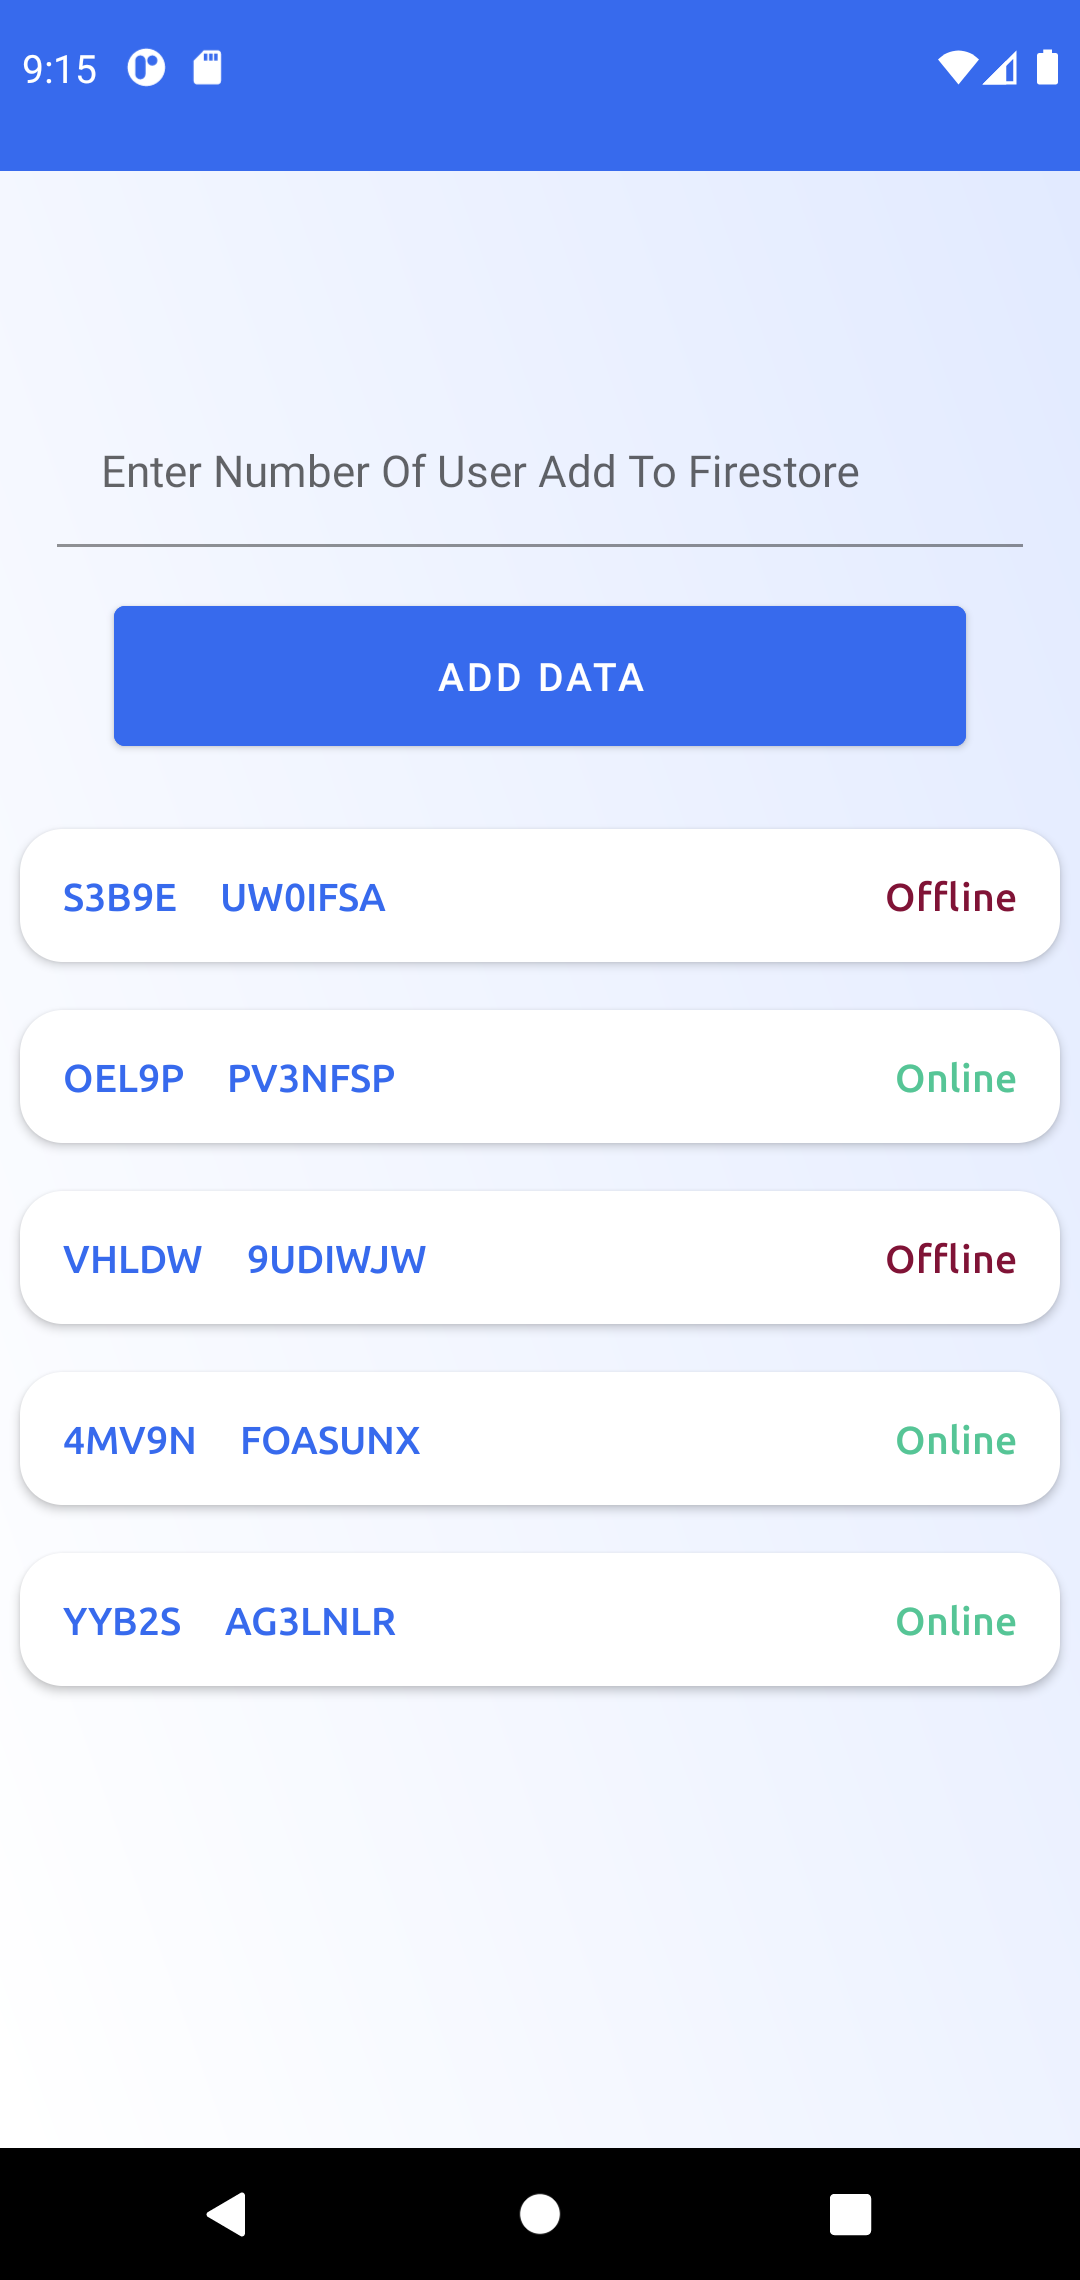 9:15
Enter Number Of User Add To Firestore
ADD DATA
S3B9E UW0IFSA Offline
OEL9P PV3NFSP Online
VHLDW 9UDIWJW Offline
4MV9N FOASUNX Online
YYB2S AG3LNLR Online